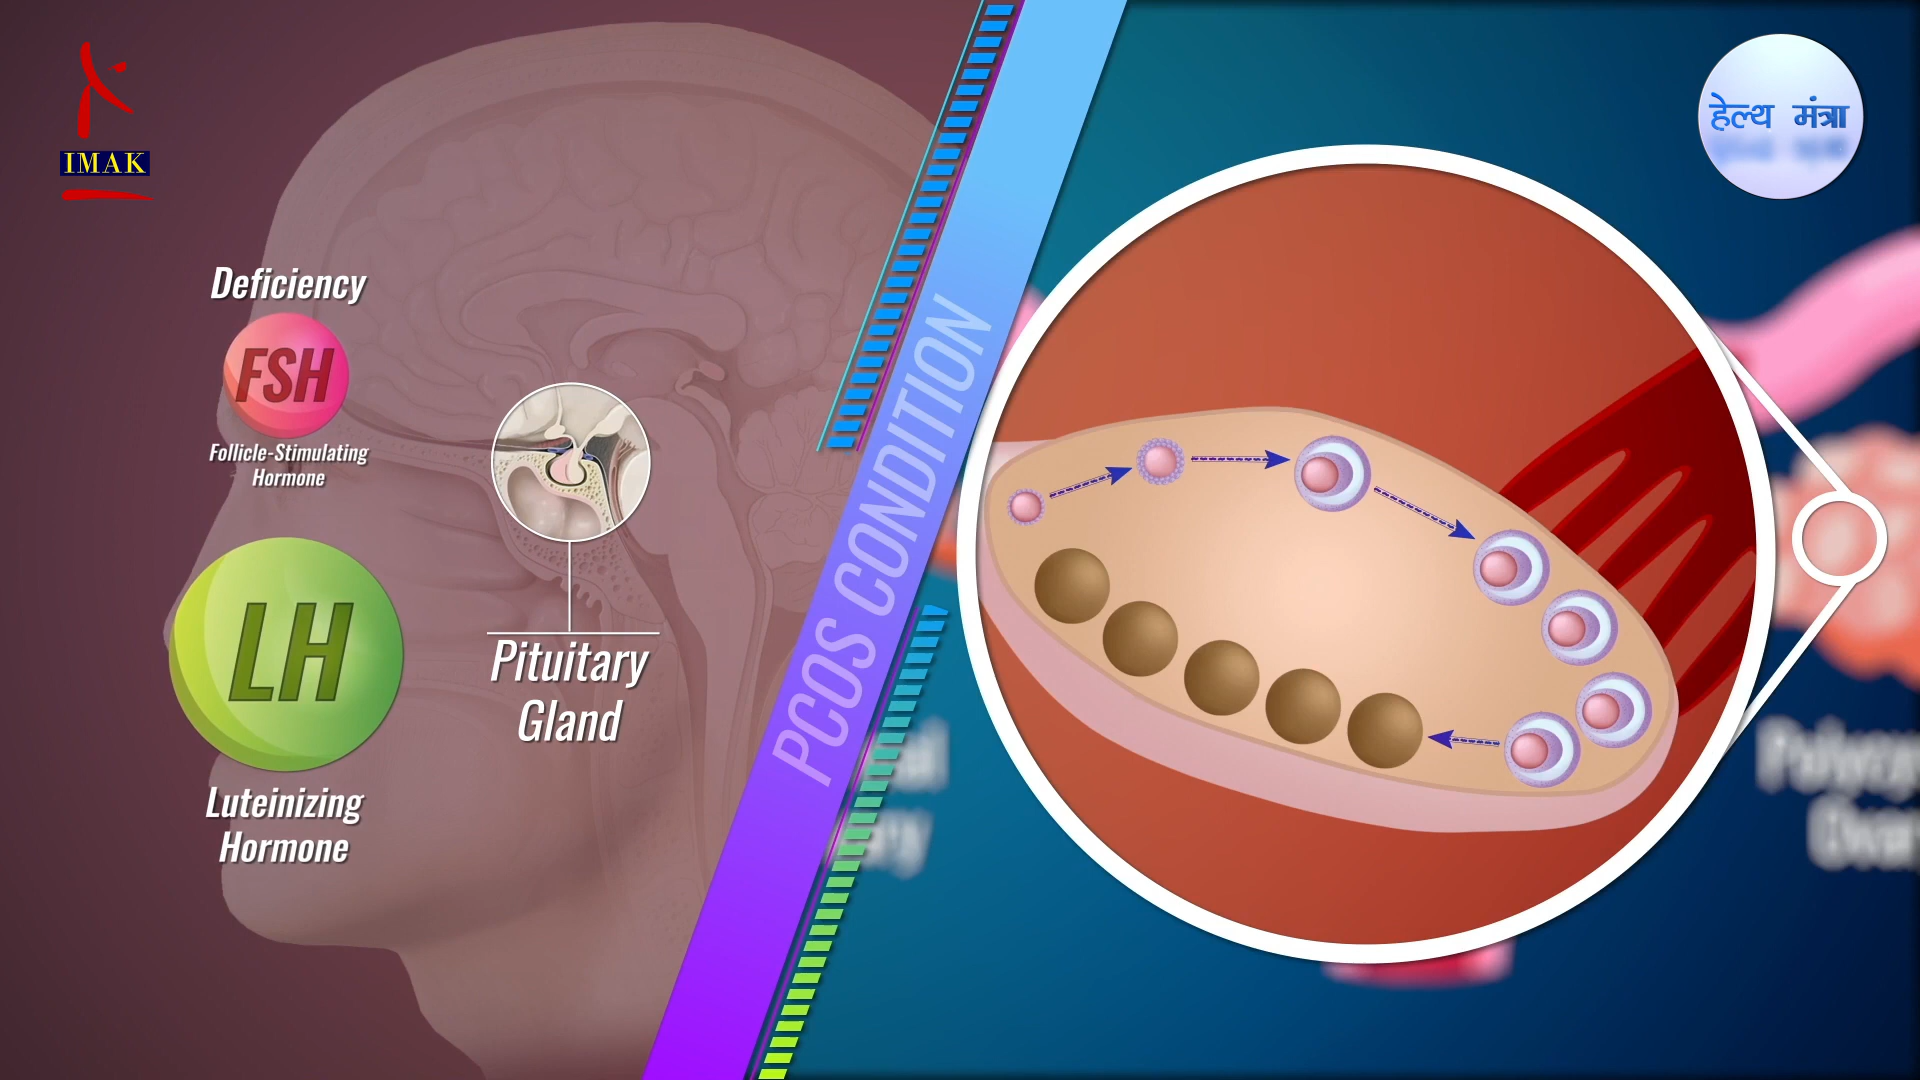 IMAK
हेल्थ मंत्रा
Deficiency
FSH
Follicle-Stimulating
Hormone
LH
Luteinizing
Hormone
Pituitary
Gland
PCOS CONDITION